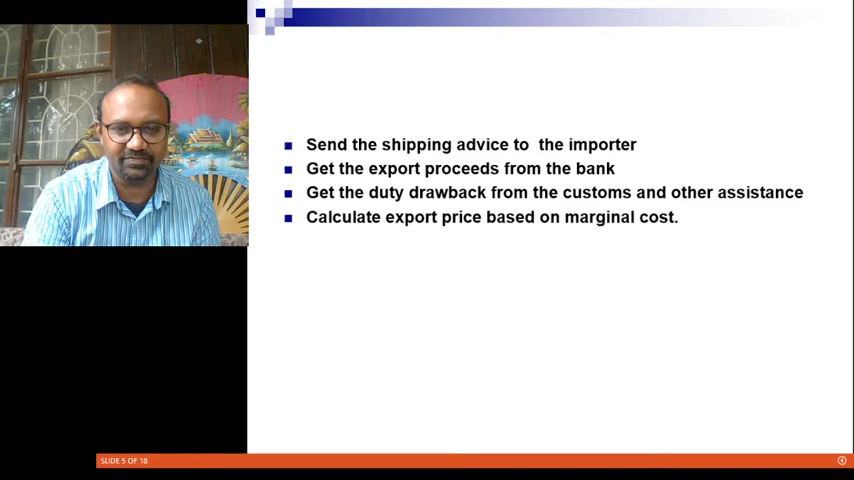 Send the shipping advice to the importer
Get the export proceeds from the bank
Get the duty drawback from the customs and other assistance
Calculate export price based on marginal cost.
SLIDE 5 OF 18